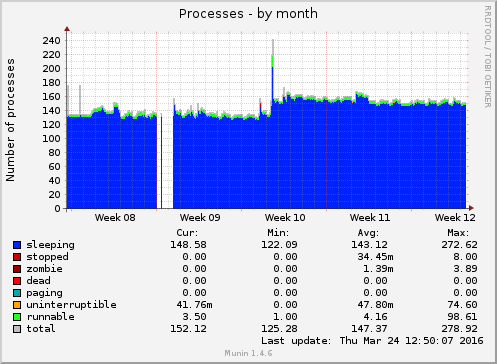 Processes - by month
RRDTOOL / TOBI OETIKER
Number of processes
240
220
200
180
160
140
120
100
80
60
40
20
0
Week 08 Week 09 Week 10 Week 11 Week 12
Cur: Min: Avg: Max:
sleeping 148.58 122.09 143.12 272.62
stopped 0.00 0.00 34.45m 8.00
zombie 0.00 0.00 1.39m 3.89
dead 0.00 0.00 0.00 0.00
paging 0.00 0.00 0.00 0.00
uninterruptible 41.76m 0.00 47.80m 74.60
runnable 3.50 1.00 4.16 98.61
total 152.12 125.28 147.37 278.92
Last update: Thu Mar 24 12:50:07 2016
Munin 1.4.6